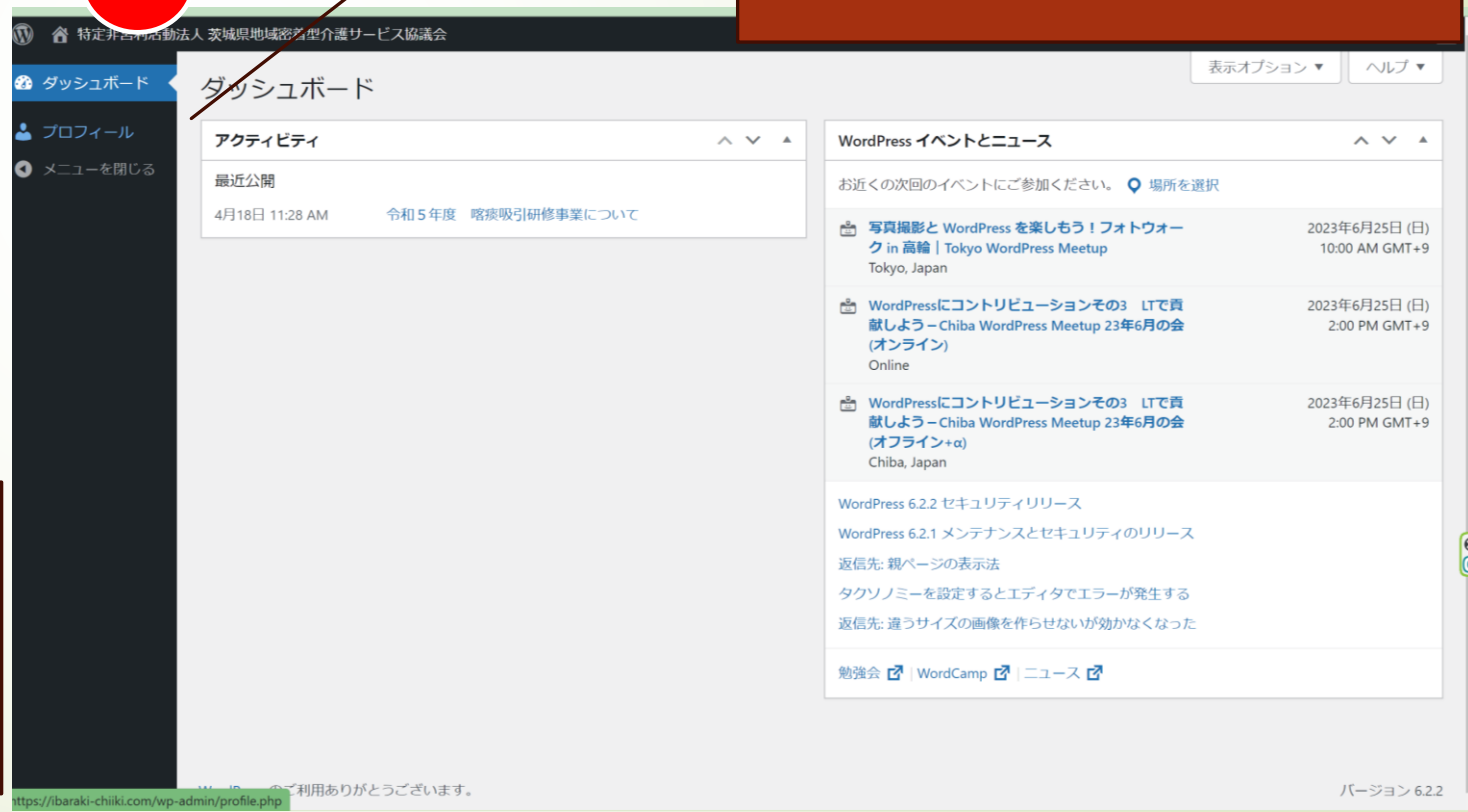 特定非営利活動法人 茨城県地域密着型介護サービス協議会
ダッシュボード
プロフィール
メニューを閉じる
表示オプション ▼
ヘルプ ▼
ダッシュボード
アクティビティ
最近公開
4月18日 11:28 AM 令和５年度　喀痰吸引研修事業について
WordPress イベントとニュース
お近くの次回のイベントにご参加ください。 場所を選択
写真撮影と WordPress を楽しもう！フォトウォー
ク in 高輪｜Tokyo WordPress Meetup
Tokyo, Japan
2023年6月25日 (日)
10:00 AM GMT+9
WordPressにコントリビューションその3　LTで貢
献しよう – Chiba WordPress Meetup 23年6月の会
(オンライン)
Online
2023年6月25日 (日)
2:00 PM GMT+9
WordPressにコントリビューションその3　LTで貢
献しよう – Chiba WordPress Meetup 23年6月の会
(オフライン+α)
Chiba, Japan
2023年6月25日 (日)
2:00 PM GMT+9
WordPress 6.2.2 セキュリティリリース
WordPress 6.2.1 メンテナンスとセキュリティのリリース
返信先: 親ページの表示法
タクソノミーを設定するとエディタでエラーが発生する
返信先: 違うサイズの画像を作らせないが効かなくなった
勉強会 | WordCamp | ニュース
WordPress のご利用ありがとうございます。
バージョン 6.2.2
https://ibaraki-chiiki.com/wp-admin/profile.php